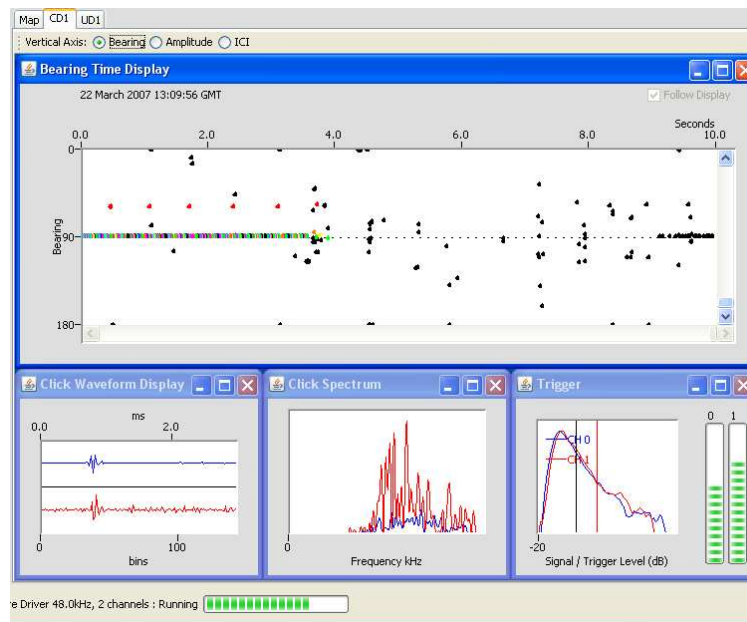 Map CD1 UD1
Vertical Axis: Bearing Amplitude ICI
Bearing Time Display
22 March 2007 13:09:56 GMT
Follow Display
Seconds
0.0 2.0 4.0 6.0 8.0 10.0
0
Bearing
90
180
Click Waveform Display
ms
0.0 2.0
0 100
bins
Click Spectrum
0
Frequency kHz
Trigger
CH 0
CH 1
-20
Signal / Trigger Level (dB)
0 1
e Driver 48.0kHz, 2 channels : Running